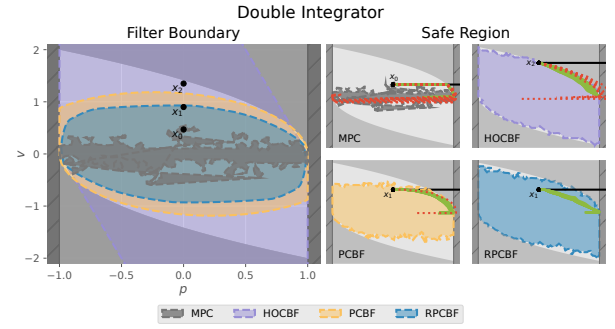 Double Integrator
Filter Boundary
Safe Region
2
1
0
−1
−2
v
x₂
x₁
x₀
−1.0
−0.5
0.0
0.5
1.0
p
x₀
MPC
x₂
HOCBF
x₁
PCBF
x₁
RPCBF
MPC
HOCBF
PCBF
RPCBF